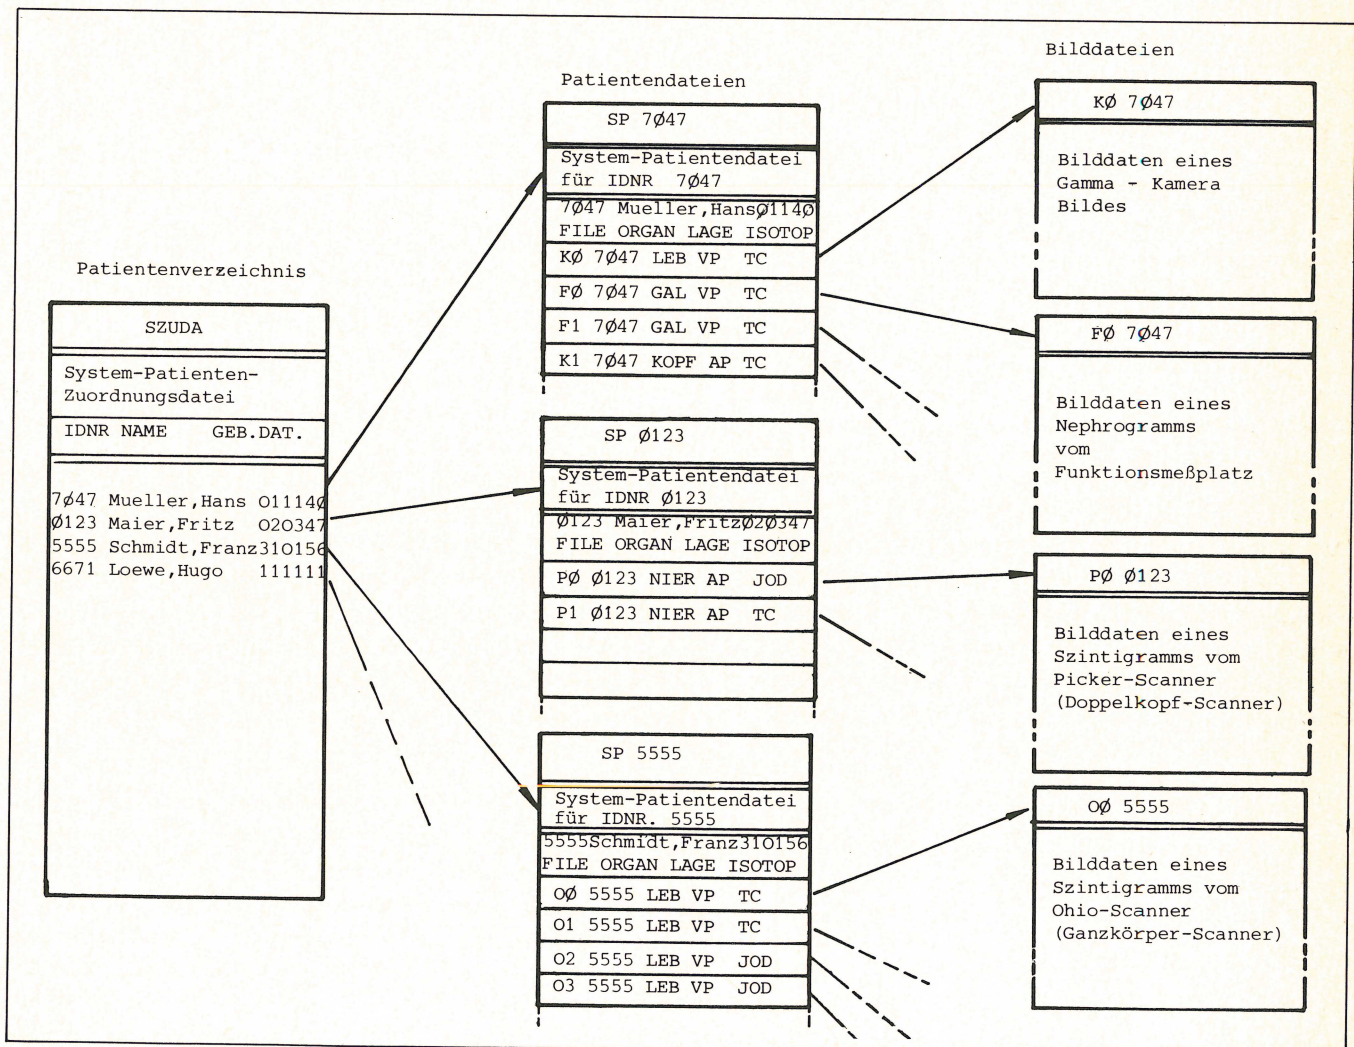 Patientenverzeichnis
SZUDA
System-Patienten-
Zuordnungsdatei
IDNR NAME GEB.DAT.
7Ø47 Mueller,Hans O1114Ø
Ø123 Maier,Fritz O2O347
5555 Schmidt,Franz31O156
6671 Loewe,Hugo 111111
Patientendateien
SP 7Ø47
System-Patientendatei
für IDNR 7Ø47
7Ø47 Mueller,HansØ114Ø
FILE ORGAN LAGE ISOTOP
KØ 7Ø47 LEB VP TC
FØ 7Ø47 GAL VP TC
F1 7Ø47 GAL VP TC
K1 7Ø47 KOPF AP TC
SP Ø123
System-Patientendatei
für IDNR Ø123
Ø123 Maier,FritzØ2Ø347
FILE ORGAN LAGE ISOTOP
PØ Ø123 NIER AP JOD
P1 Ø123 NIER AP TC
SP 5555
System-Patientendatei
für IDNR. 5555
5555Schmidt,Franz31O156
FILE ORGAN LAGE ISOTOP
OØ 5555 LEB VP TC
O1 5555 LEB VP TC
O2 5555 LEB VP JOD
O3 5555 LEB VP JOD
Bilddateien
KØ 7Ø47
Bilddaten eines
Gamma - Kamera
Bildes
FØ 7Ø47
Bilddaten eines
Nephrogramms
vom
Funktionsmeßplatz
PØ Ø123
Bilddaten eines
Szintigramms vom
Picker-Scanner
(Doppelkopf-Scanner)
OØ 5555
Bilddaten eines
Szintigramms vom
Ohio-Scanner
(Ganzkörper-Scanner)